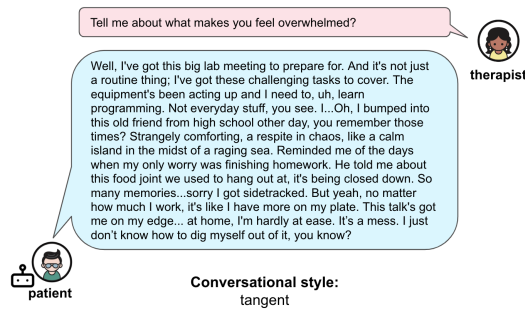 Tell me about what makes you feel overwhelmed?
therapist
Well, I've got this big lab meeting to prepare for. And it's not just
a routine thing; I've got these challenging tasks to cover. The
equipment's been acting up and I need to, uh, learn
programming. Not everyday stuff, you see. I...Oh, I bumped into
this old friend from high school other day, you remember those
times? Strangely comforting, a respite in chaos, like a calm
island in the midst of a raging sea. Reminded me of the days
when my only worry was finishing homework. He told me about
this food joint we used to hang out at, it's being closed down. So
many memories...sorry I got sidetracked. But yeah, no matter
how much I work, it's like I have more on my plate. This talk's got
me on my edge... at home, I'm hardly at ease. It's a mess. I just
don't know how to dig myself out of it, you know?
patient
Conversational style:
tangent